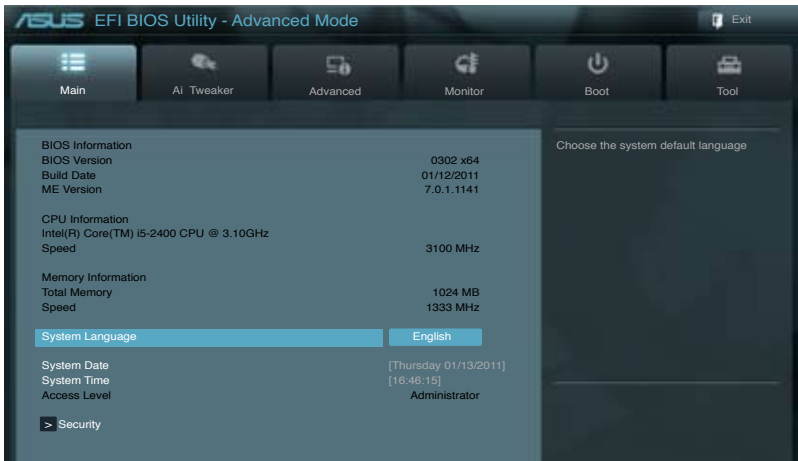 ASUS EFI BIOS Utility - Advanced Mode
Exit
Main
Ai Tweaker
Advanced
Monitor
Boot
Tool
BIOS Information
BIOS Version 0302 x64
Build Date 01/12/2011
ME Version 7.0.1.1141
CPU Information
Intel(R) Core(TM) i5-2400 CPU @ 3.10GHz
Speed 3100 MHz
Memory Information
Total Memory 1024 MB
Speed 1333 MHz
System Language English
System Date [Thursday 01/13/2011]
System Time [16:46:15]
Access Level Administrator
> Security
Choose the system default language